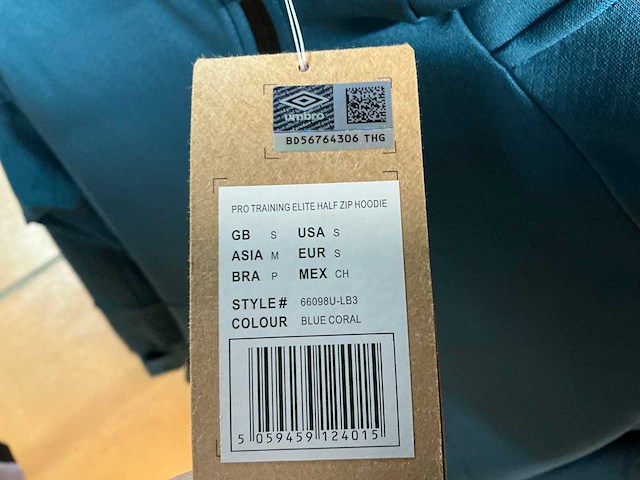 umbro
BD56764306 THG
PRO TRAINING ELITE HALF ZIP HOODIE
GB S USA S
ASIA M EUR S
BRA P MEX CH
STYLE # 66098U-LB3
COLOUR BLUE CORAL
5 059459 124015